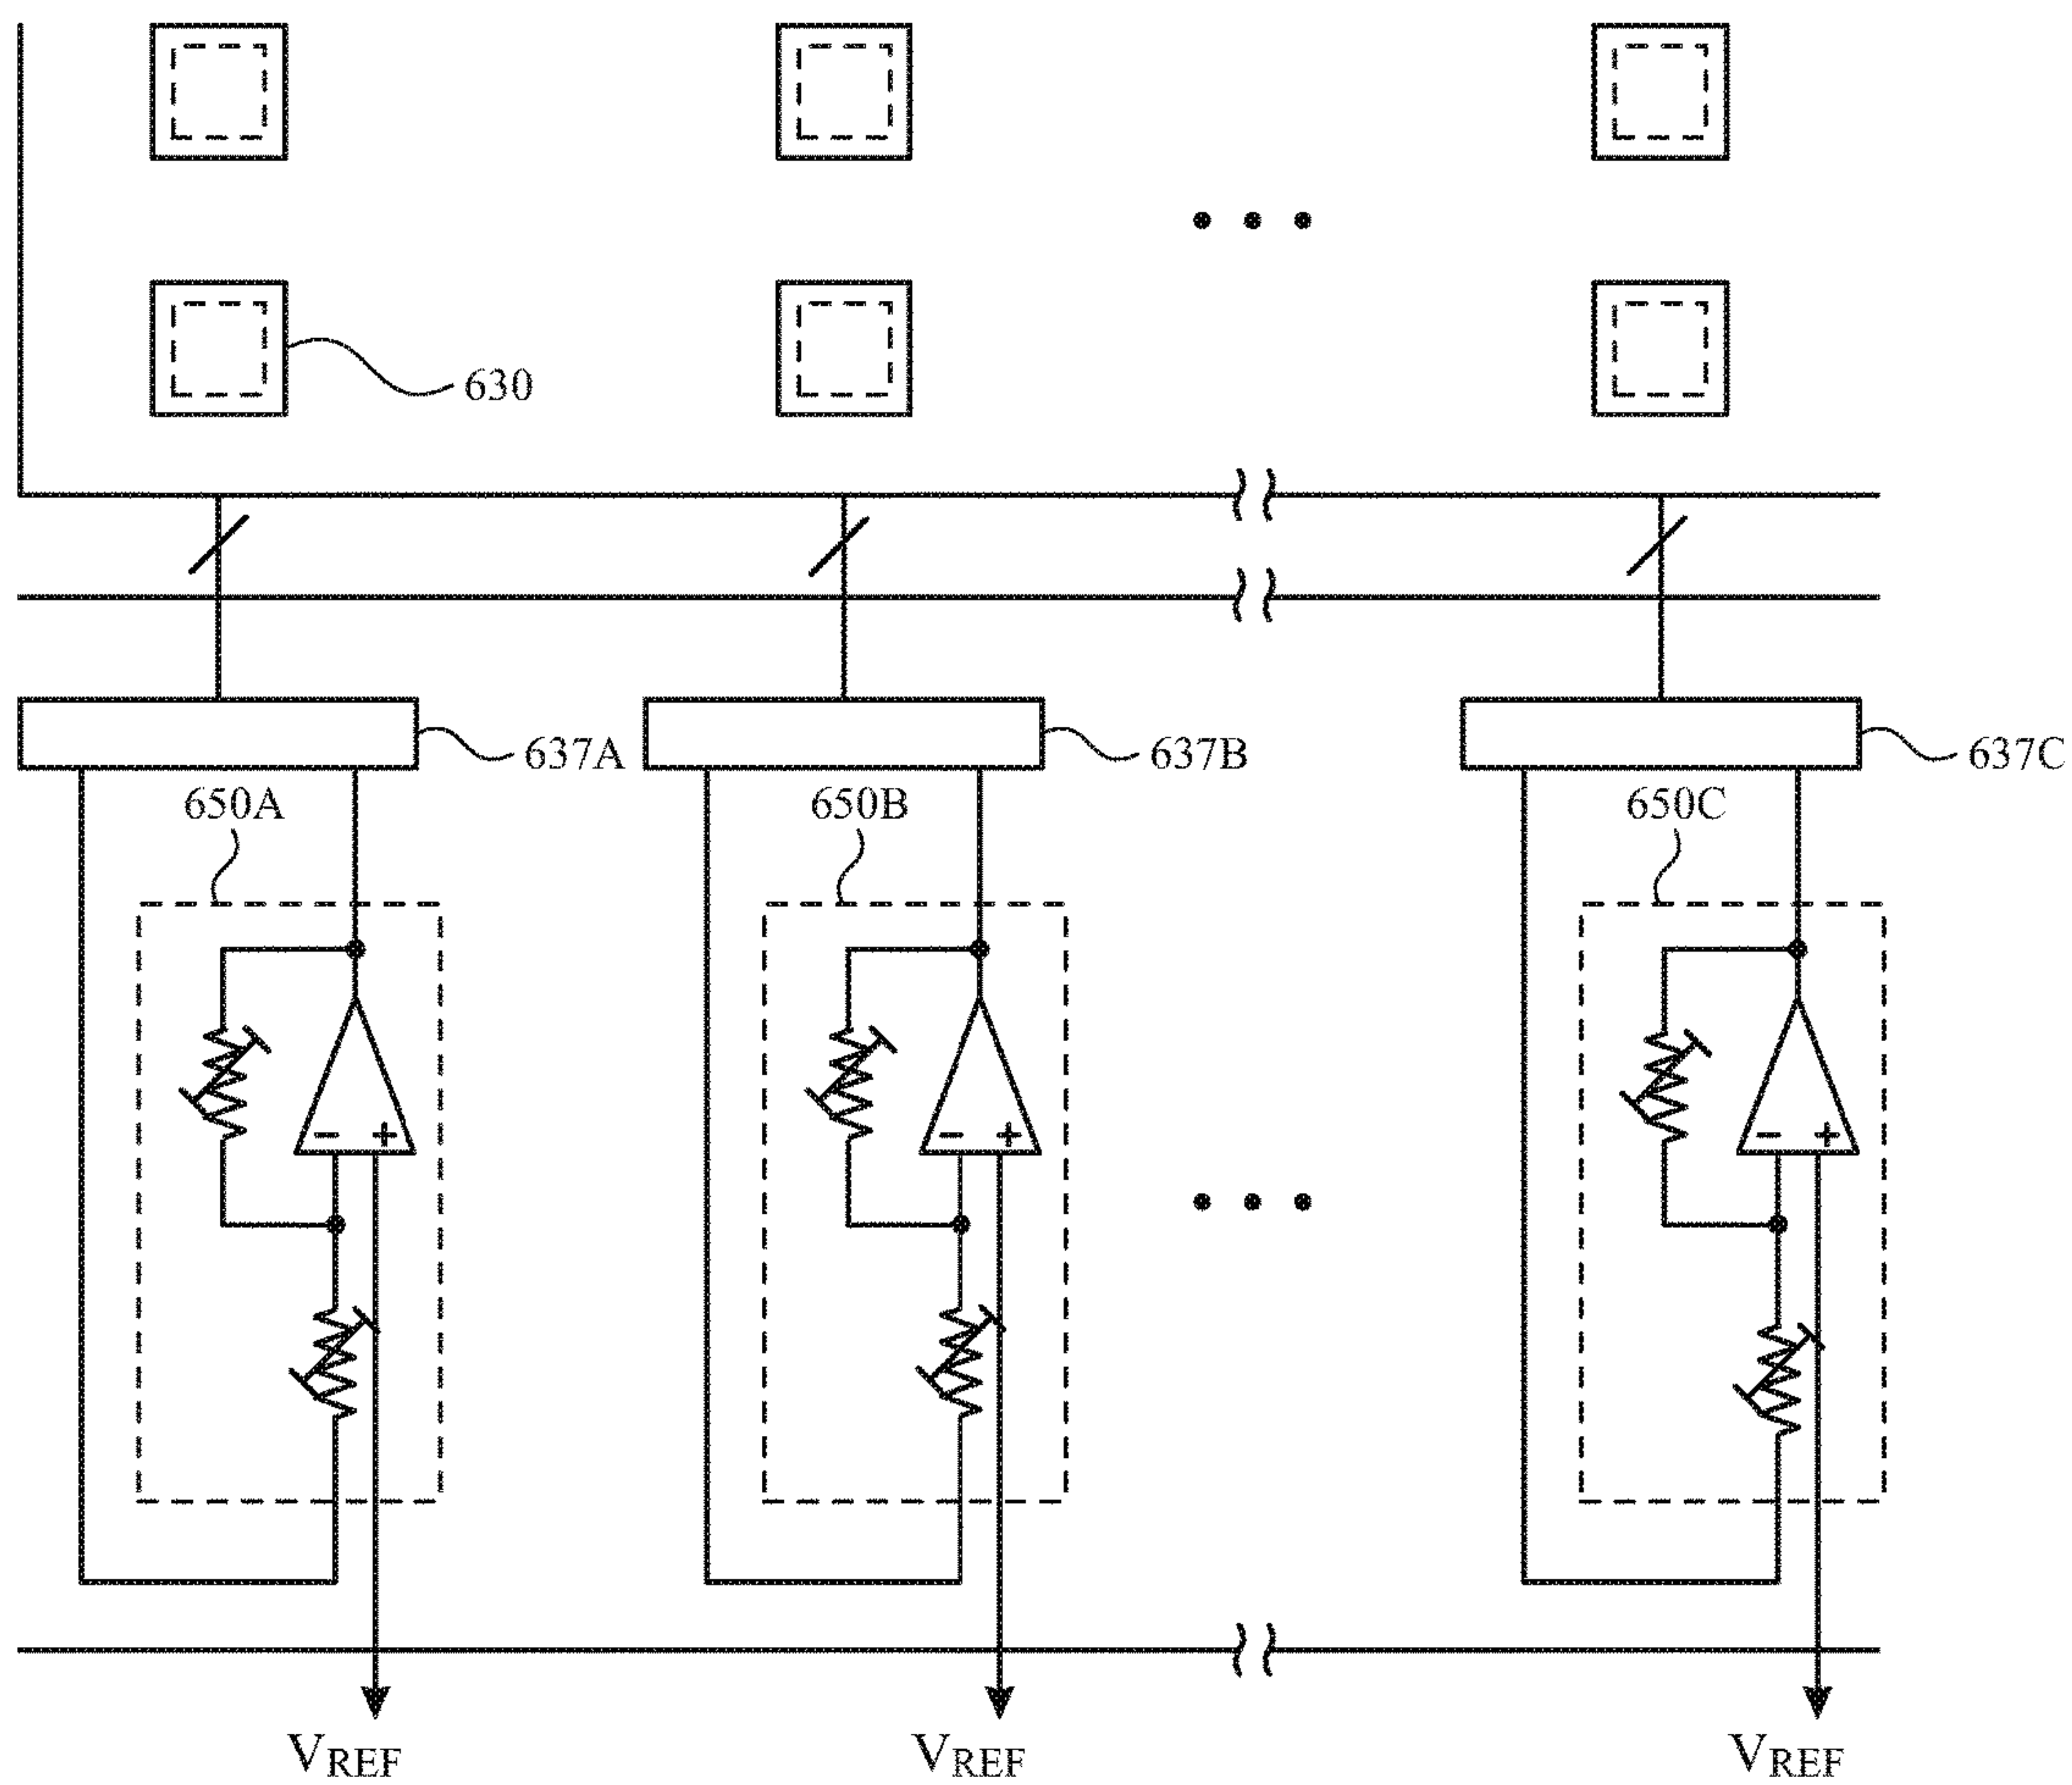 630
637A
637B
637C
650A
650B
650C
− +
− +
− +
VREF
VREF
VREF